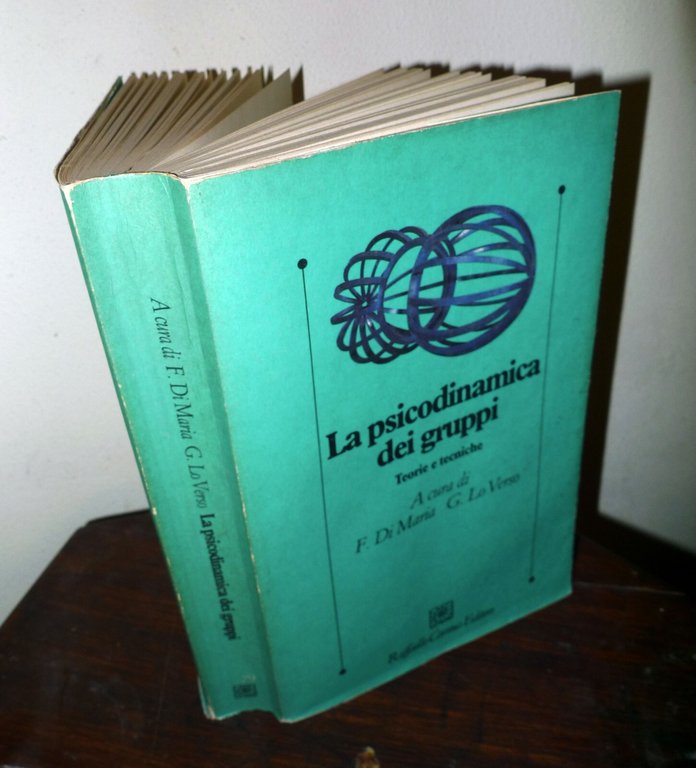 La psicodinamica
dei gruppi
Teorie e tecniche
A cura di
F. Di Maria G. Lo Verso
Raffaello Cortina Editore
A cura di F. Di Maria G. Lo Verso La psicodinamica dei gruppi